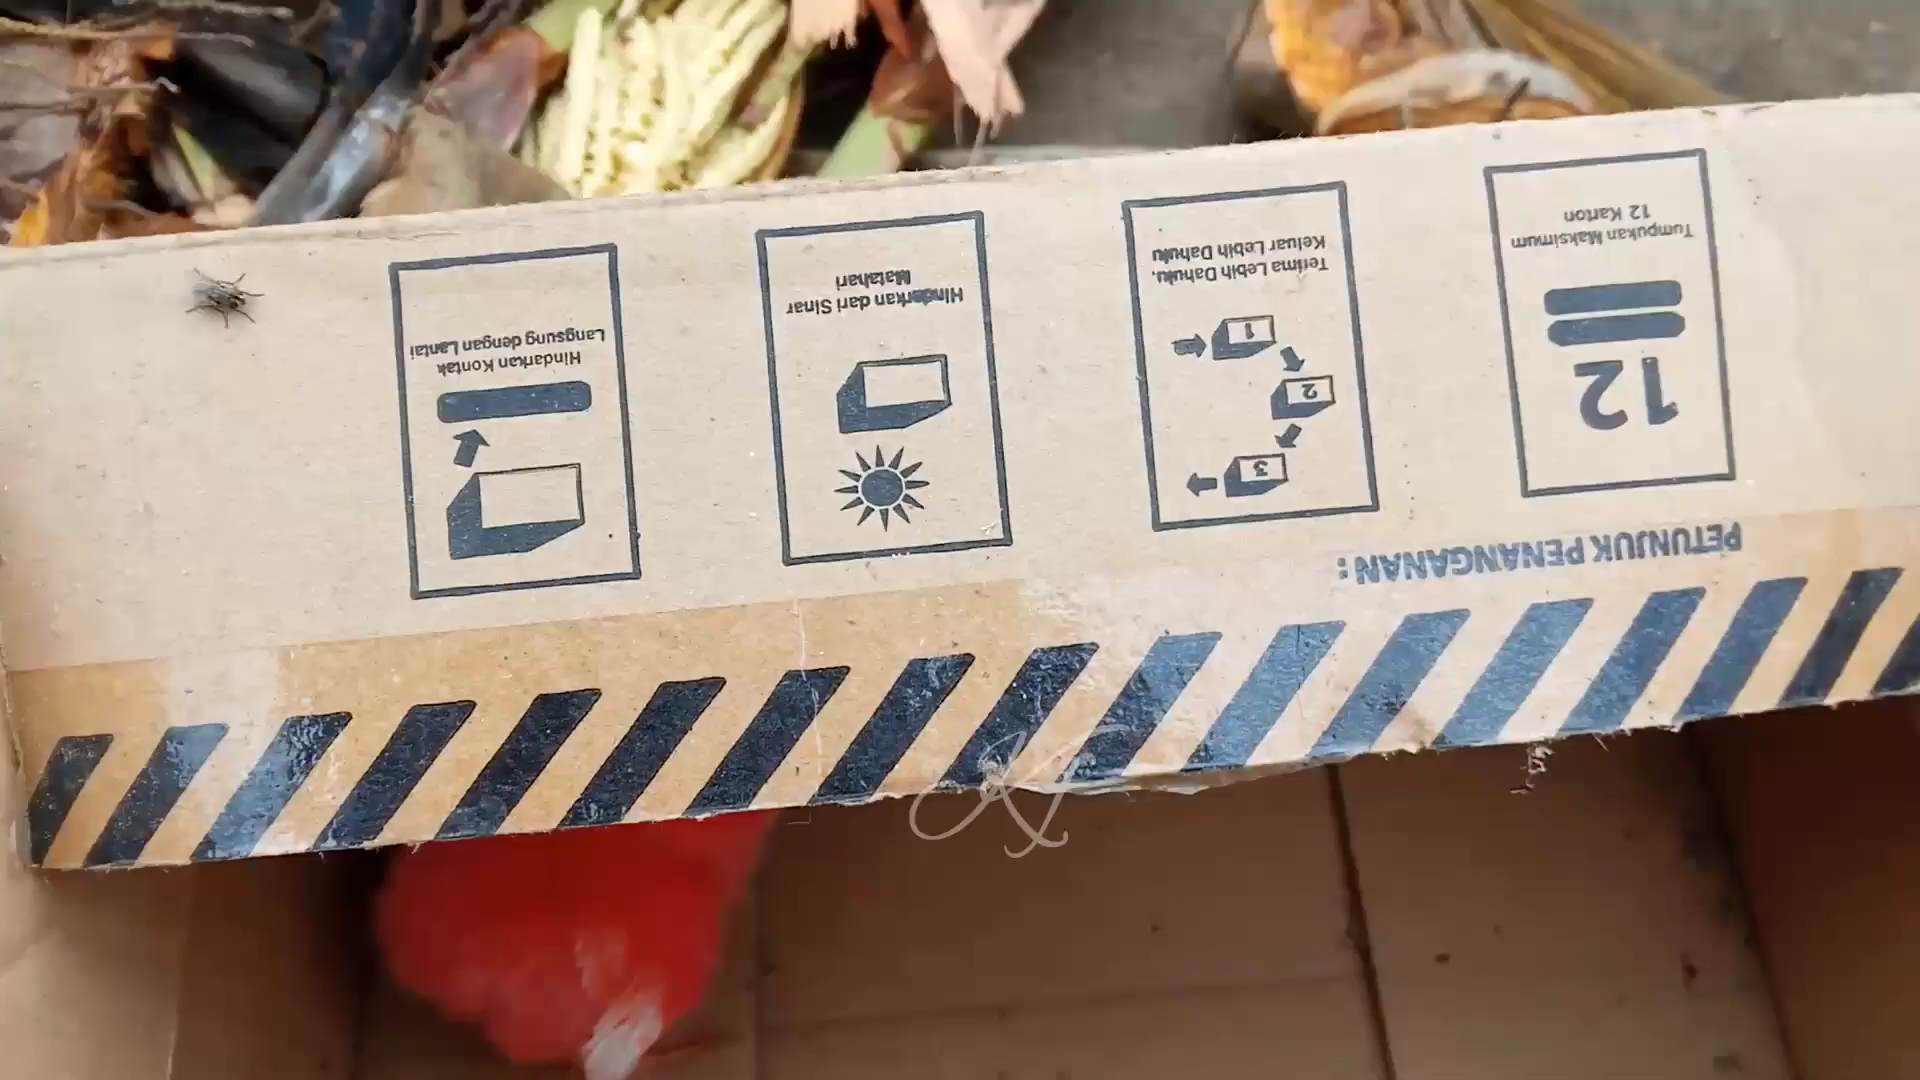 PETUNJUK PENANGANAN :
12
Tumpukan Maksimum
12 Karton
3
2
1
Terima Lebih Dahulu,
Keluar Lebih Dahulu
Hindarkan dari Sinar
Matahari
Hindarkan Kontak
Langsung dengan Lantai